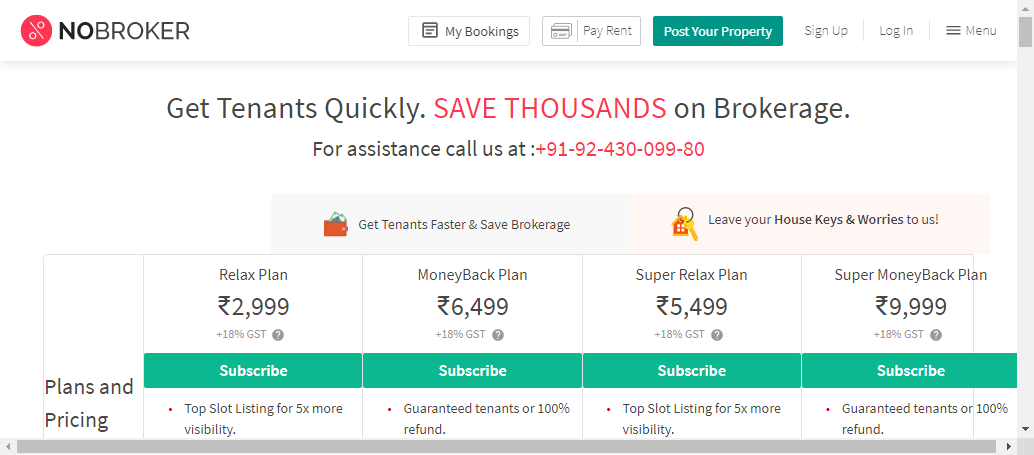 NOBROKER
My Bookings
Pay Rent
Post Your Property
Sign Up
Log In
Menu
Get Tenants Quickly. SAVE THOUSANDS on Brokerage.
For assistance call us at :+91-92-430-099-80
Get Tenants Faster & Save Brokerage
Leave your House Keys & Worries to us!
Plans and
Pricing
Relax Plan
₹2,999
+18% GST ?
Subscribe
• Top Slot Listing for 5x more
visibility.
MoneyBack Plan
₹6,499
+18% GST ?
Subscribe
• Guaranteed tenants or 100%
refund.
Super Relax Plan
₹5,499
+18% GST ?
Subscribe
• Top Slot Listing for 5x more
visibility.
Super MoneyBack Plan
₹9,999
+18% GST ?
Subscribe
• Guaranteed tenants or 100%
refund.